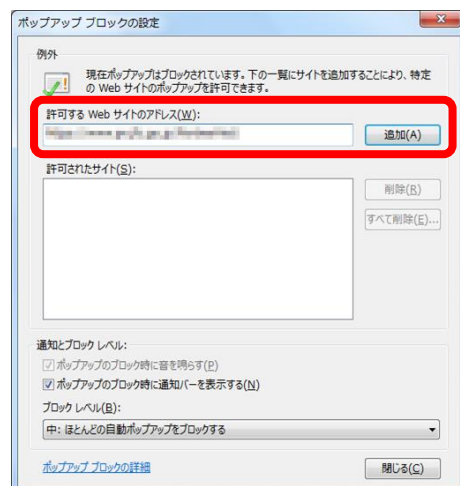 ポップアップ ブロックの設定
例外
現在ポップアップはブロックされています。下の一覧にサイトを追加することにより、特定
の Web サイトのポップアップを許可できます。
許可する Web サイトのアドレス(W):
追加(A)
許可されたサイト(S):
削除(R)
すべて削除(E)...
通知とブロック レベル:
ポップアップのブロック時に音を鳴らす(P)
ポップアップのブロック時に通知バーを表示する(N)
ブロック レベル(B):
中: ほとんどの自動ポップアップをブロックする
ポップアップ ブロックの詳細
閉じる(C)